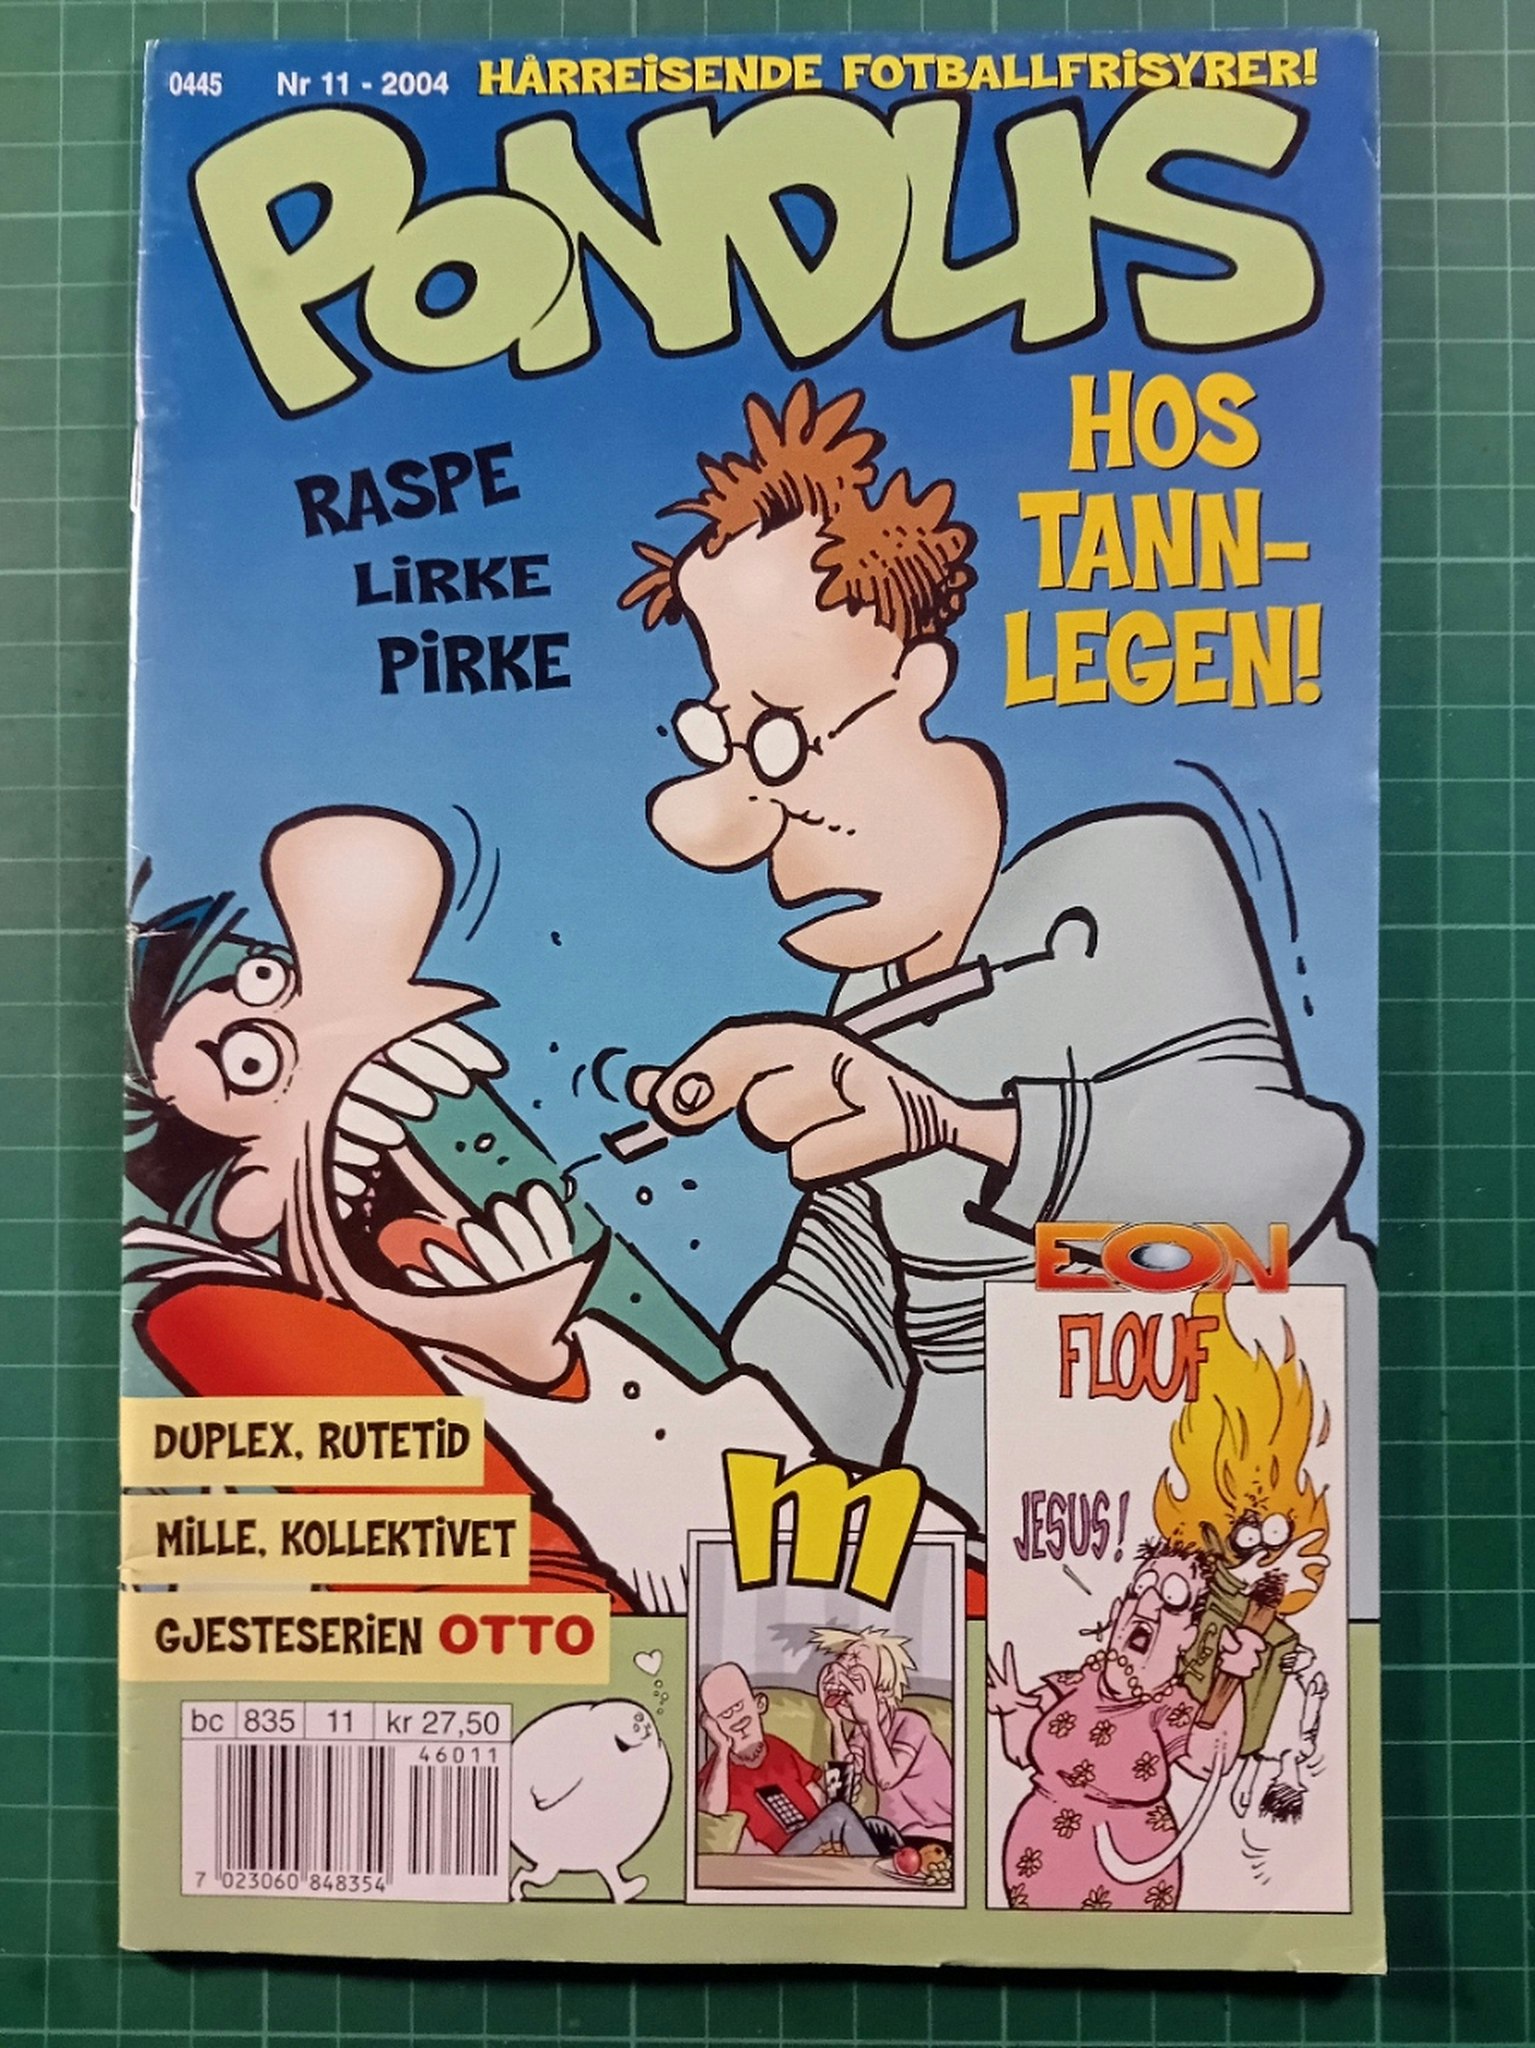 0445 Nr 11 - 2004 HÅRREiSENDE FOTBALLFRiSYRER!
PONDUS
HOS
TANN-
LEGEN!
RASPE
LiRKE
PiRKE
EON
FLOUF
JESUS!
DUPLEX, RUTETiD
MiLLE, KOLLEKTiVET
GJESTESERiEN OTTO
m
bc 835 11 kr 27,50
46011
7 023060 848354